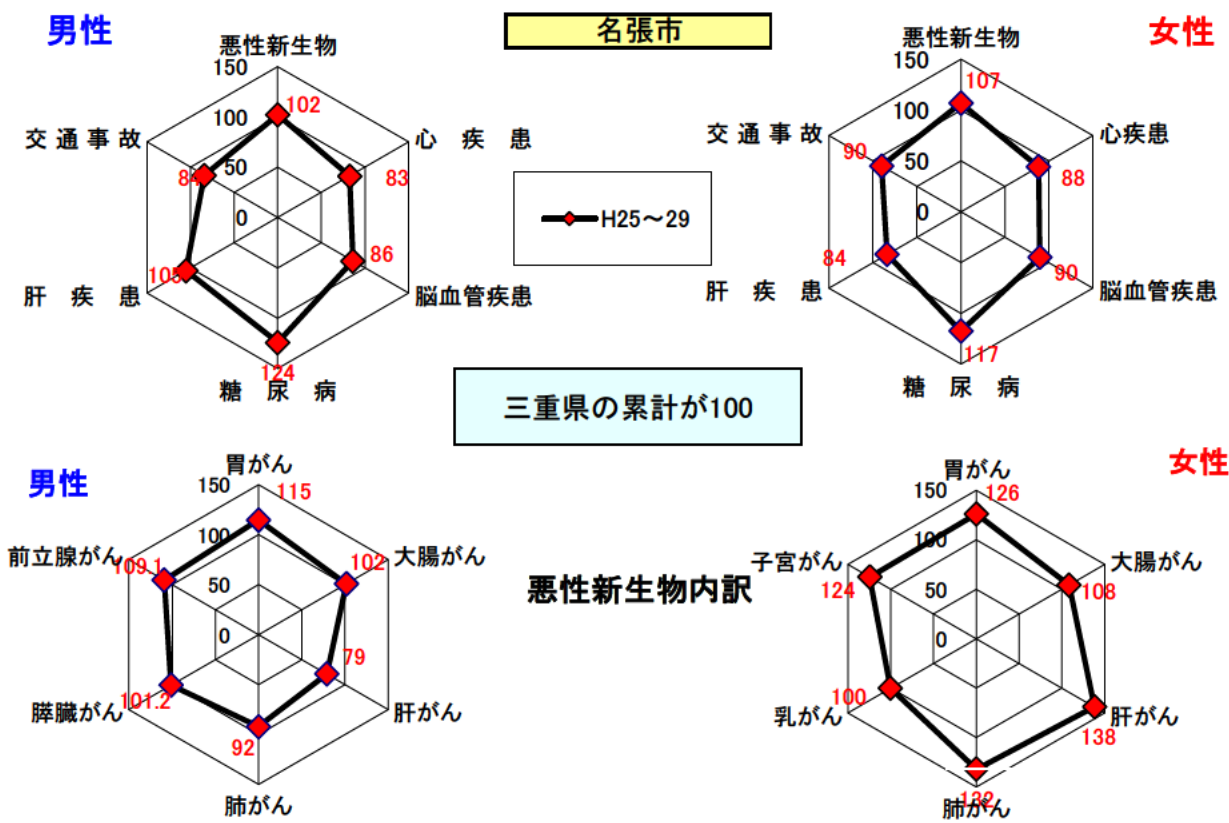 男性
名張市
女性
悪性新生物
150
102
100
50
0
心 疾 患
83
86
脳血管疾患
124
糖 尿 病
105
肝 疾 患
84
交 通 事 故
H25～29
悪性新生物
150
107
100
50
0
心疾患
88
90
脳血管疾患
117
糖 尿 病
84
肝 疾 患
90
交 通 事 故
三重県の累計が100
男性
胃がん
150
115
100
50
0
102
大腸がん
79
肝がん
92
肺がん
101.2
膵臓がん
109.1
前立腺がん
悪性新生物内訳
女性
胃がん
150
126
100
50
0
大腸がん
108
肝がん
138
132
肺がん
100
乳がん
124
子宮がん